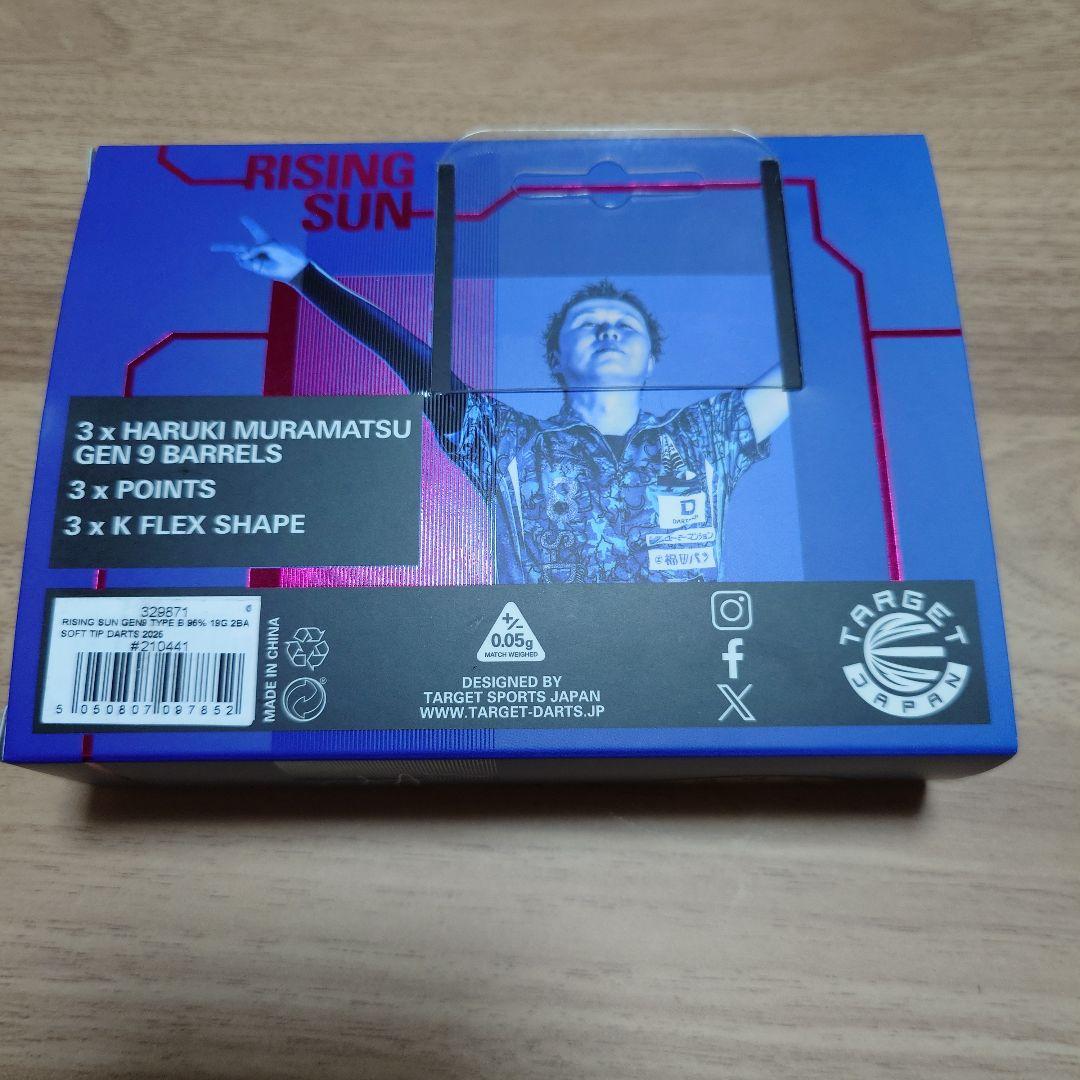 RISING
SUN
3 x HARUKI MURAMATSU
GEN 9 BARRELS
3 x POINTS
3 x K FLEX SHAPE
D
329871
RISING SUN GEN9 TYPE B 95% 19G 2BA
SOFT TIP DARTS 2025
#210441
5 050807 097852
MADE IN CHINA
+/-
0.05g
MATCH WEIGHED
DESIGNED BY
TARGET SPORTS JAPAN
WWW.TARGET-DARTS.JP
TARGET
JAPAN